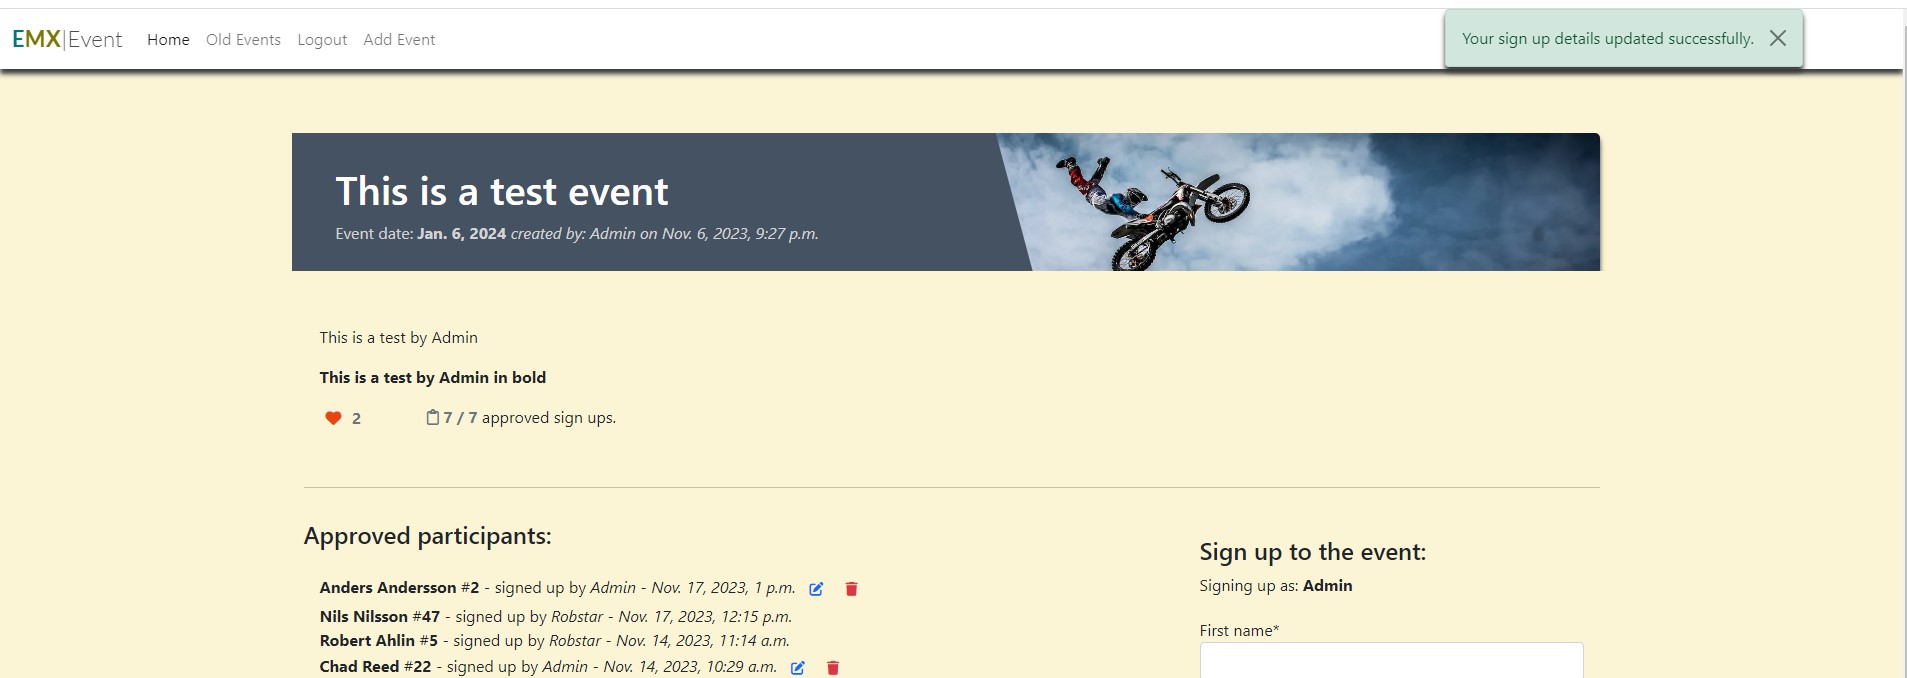 EMX|Event Home Old Events Logout Add Event
Your sign up details updated successfully.
This is a test event
Event date: Jan. 6, 2024 created by: Admin on Nov. 6, 2023, 9:27 p.m.
This is a test by Admin
This is a test by Admin in bold
2 7 / 7 approved sign ups.
Approved participants:
Anders Andersson #2 - signed up by Admin - Nov. 17, 2023, 1 p.m.
Nils Nilsson #47 - signed up by Robstar - Nov. 17, 2023, 12:15 p.m.
Robert Ahlin #5 - signed up by Robstar - Nov. 14, 2023, 11:14 a.m.
Chad Reed #22 - signed up by Admin - Nov. 14, 2023, 10:29 a.m.
Sign up to the event:
Signing up as: Admin
First name*